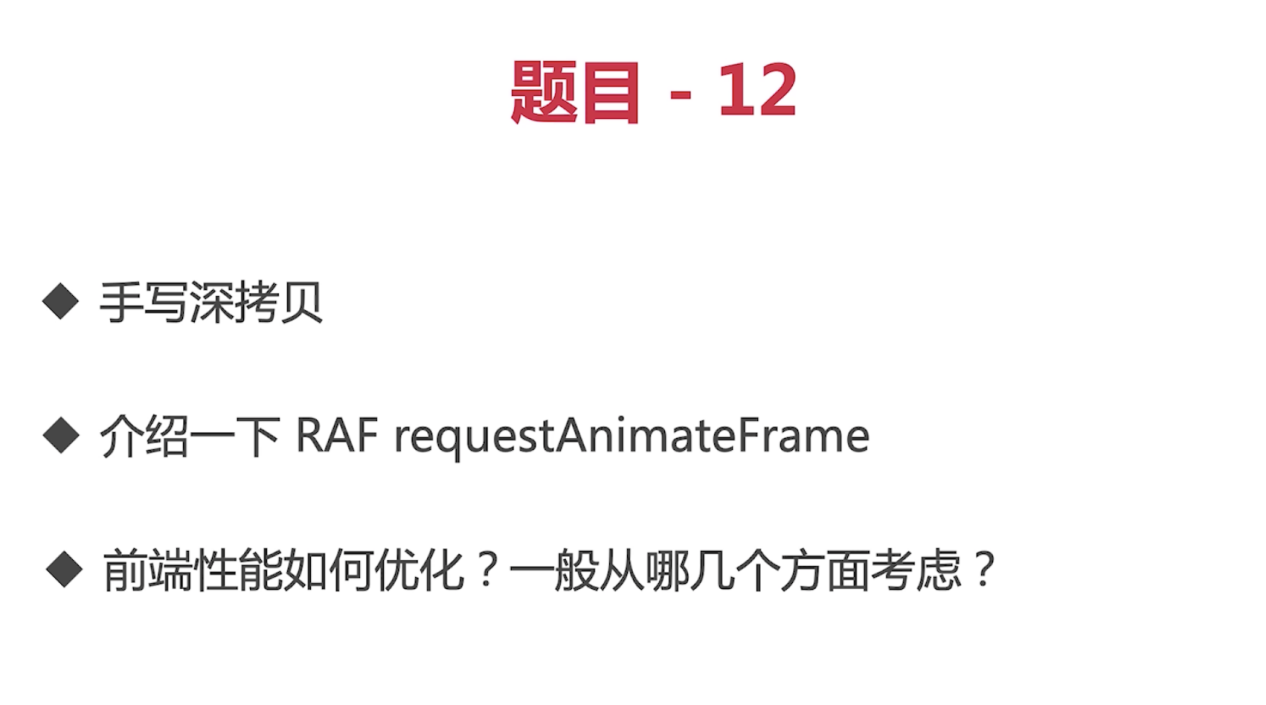 题目 - 12
◆ 手写深拷贝
◆ 介绍一下 RAF requestAnimateFrame
◆ 前端性能如何优化？一般从哪几个方面考虑？